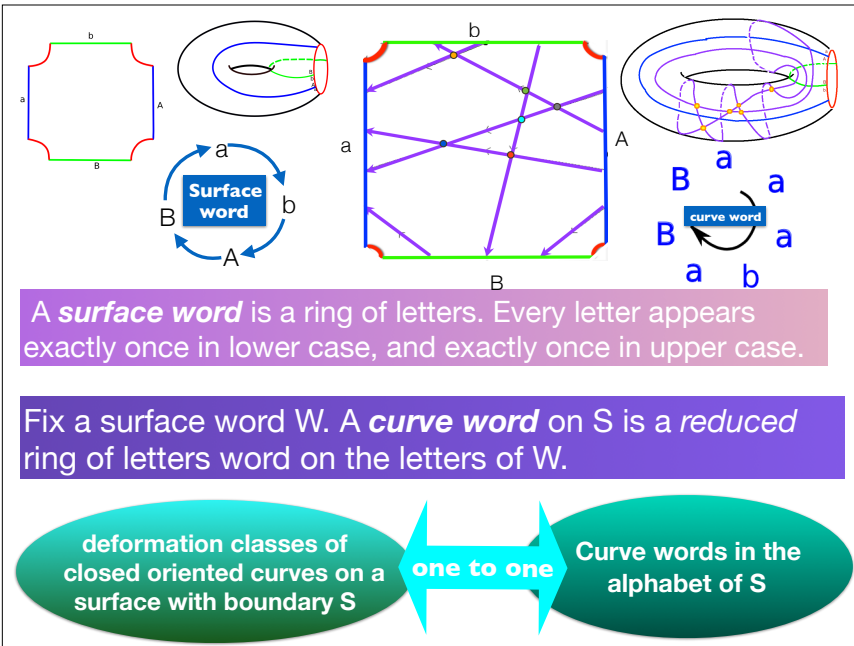 b
a
A
B
a
Surface
word
B
b
A
b
a
A
B
a
B
a
curve word
B
a
a
b
A surface word is a ring of letters. Every letter appears
exactly once in lower case, and exactly once in upper case.
Fix a surface word W. A curve word on S is a reduced
ring of letters word on the letters of W.
deformation classes of
closed oriented curves on a
surface with boundary S
one to one
Curve words in the
alphabet of S